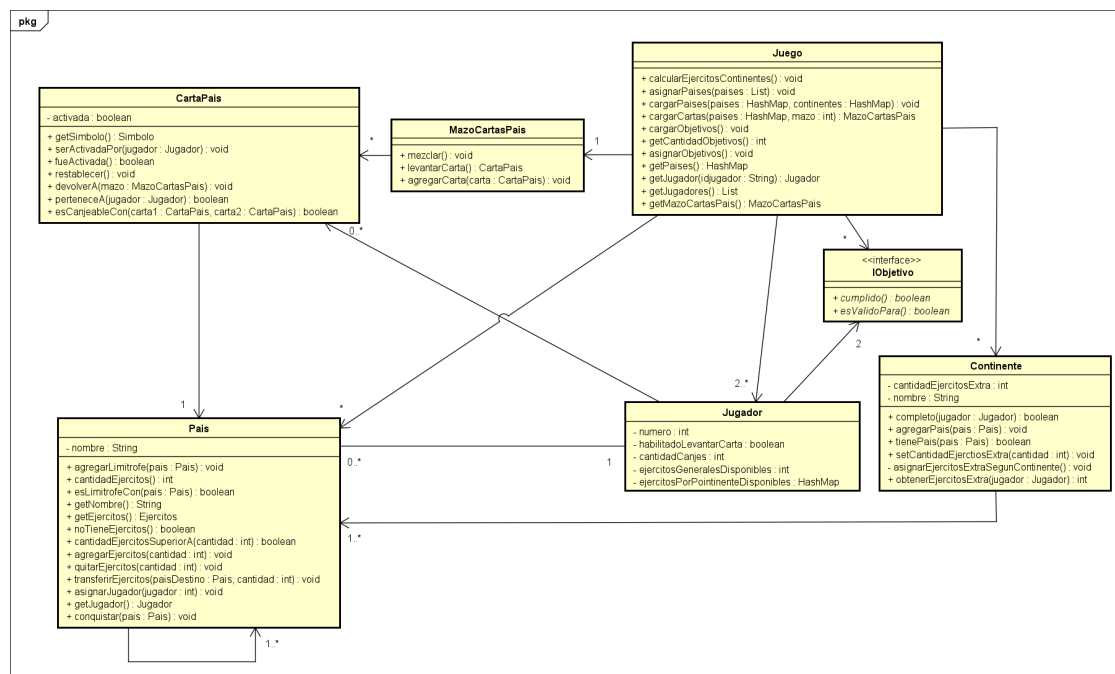 pkg
Juego
+ calcularEjercitosContinentes() : void
+ asignarPaises(paises : List) : void
+ cargarPaises(paises : HashMap, continentes : HashMap) : void
+ cargarCartas(paises : HashMap, mazo : int) : MazoCartasPais
+ cargarObjetivos() : void
+ getCantidadObjetivos() : int
+ asignarObjetivos() : void
+ getPaises() : HashMap
+ getJugador(idjugador : String) : Jugador
+ getJugadores() : List
+ getMazoCartasPais() : MazoCartasPais
CartaPais
- activada : boolean
+ getSimbolo() : Simbolo
+ serActivadaPor(jugador : Jugador) : void
+ fueActivada() : boolean
+ restablecer() : void
+ devolverA(mazo : MazoCartasPais) : void
+ perteneceA(jugador : Jugador) : boolean
+ esCanjeableCon(carta1 : CartaPais, carta2 : CartaPais) : boolean
MazoCartasPais
+ mezclar() : void
+ levantarCarta() : CartaPais
+ agregarCarta(carta : CartaPais) : void
*
1
0..*
*
<<interface>>
IObjetivo
+ cumplido() : boolean
+ esValidoPara() : boolean
2
*
Continente
- cantidadEjercitosExtra : int
- nombre : String
+ completo(jugador : Jugador) : boolean
+ agregarPais(pais : Pais) : void
+ tienePais(pais : Pais) : boolean
+ setCantidadEjerctiosExtra(cantidad : int) : void
- asignarEjercitosExtraSegunContinente() : void
+ obtenerEjercitosExtra(jugador : Jugador) : int
2..*
Jugador
- numero : int
- habilitadoLevantarCarta : boolean
- cantidadCanjes : int
- ejercitosGeneralesDisponibles : int
- ejercitosPorPointinenteDisponibles : HashMap
1
*
Pais
- nombre : String
+ agregarLimitrofe(pais : Pais) : void
+ cantidadEjercitos() : int
+ esLimitrofeCon(pais : Pais) : boolean
+ getNombre() : String
+ getEjercitos() : Ejercitos
+ noTieneEjercitos() : boolean
+ cantidadEjercitosSuperiorA(cantidad : int) : boolean
+ agregarEjercitos(cantidad : int) : void
+ quitarEjercitos(cantidad : int) : void
+ transferirEjercitos(paisDestino : Pais, cantidad : int) : void
+ asignarJugador(jugador : int) : void
+ getJugador() : Jugador
+ conquistar(pais : Pais) : void
0..*
1
1..*
1..*